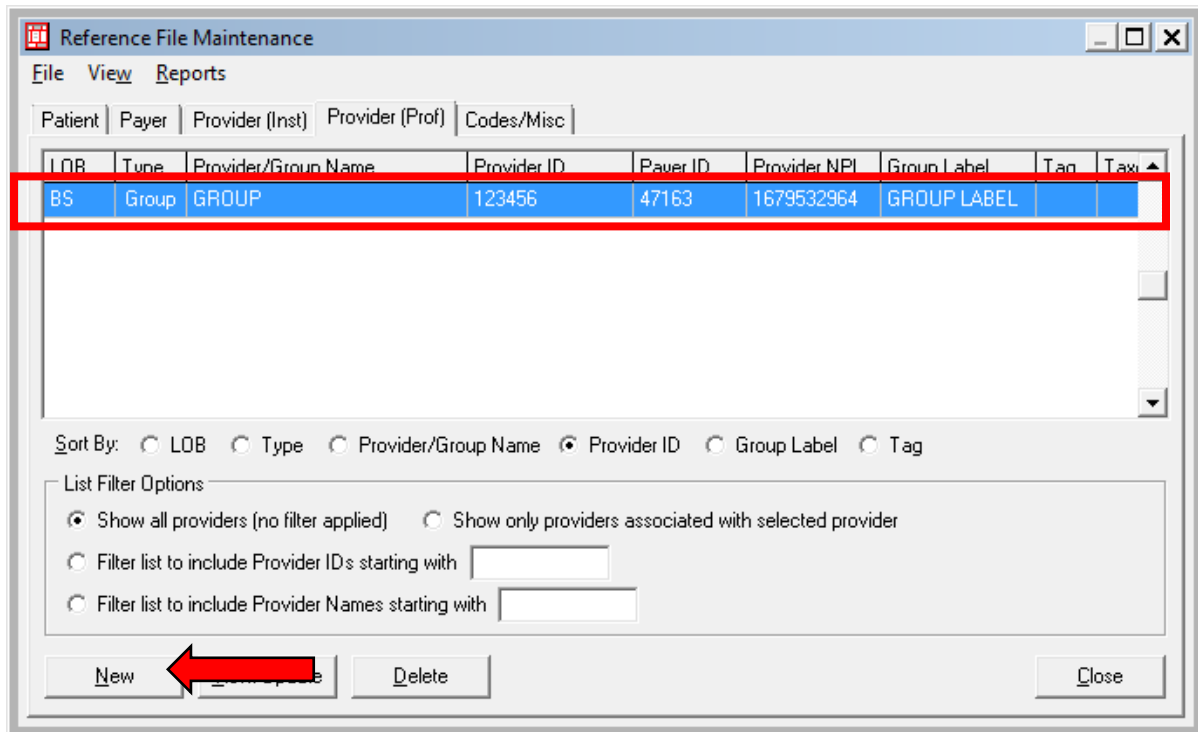 Reference File Maintenance
File View Reports
Patient Payer Provider (Inst) Provider (Prof) Codes/Misc
LOB Type Provider/Group Name Provider ID Payer ID Provider NPI Group Label Tag Tax
BS Group GROUP 123456 47163 1679532964 GROUP LABEL
Sort By: LOB Type Provider/Group Name Provider ID Group Label Tag
List Filter Options
Show all providers (no filter applied) Show only providers associated with selected provider
Filter list to include Provider IDs starting with
Filter list to include Provider Names starting with
New Delete Close